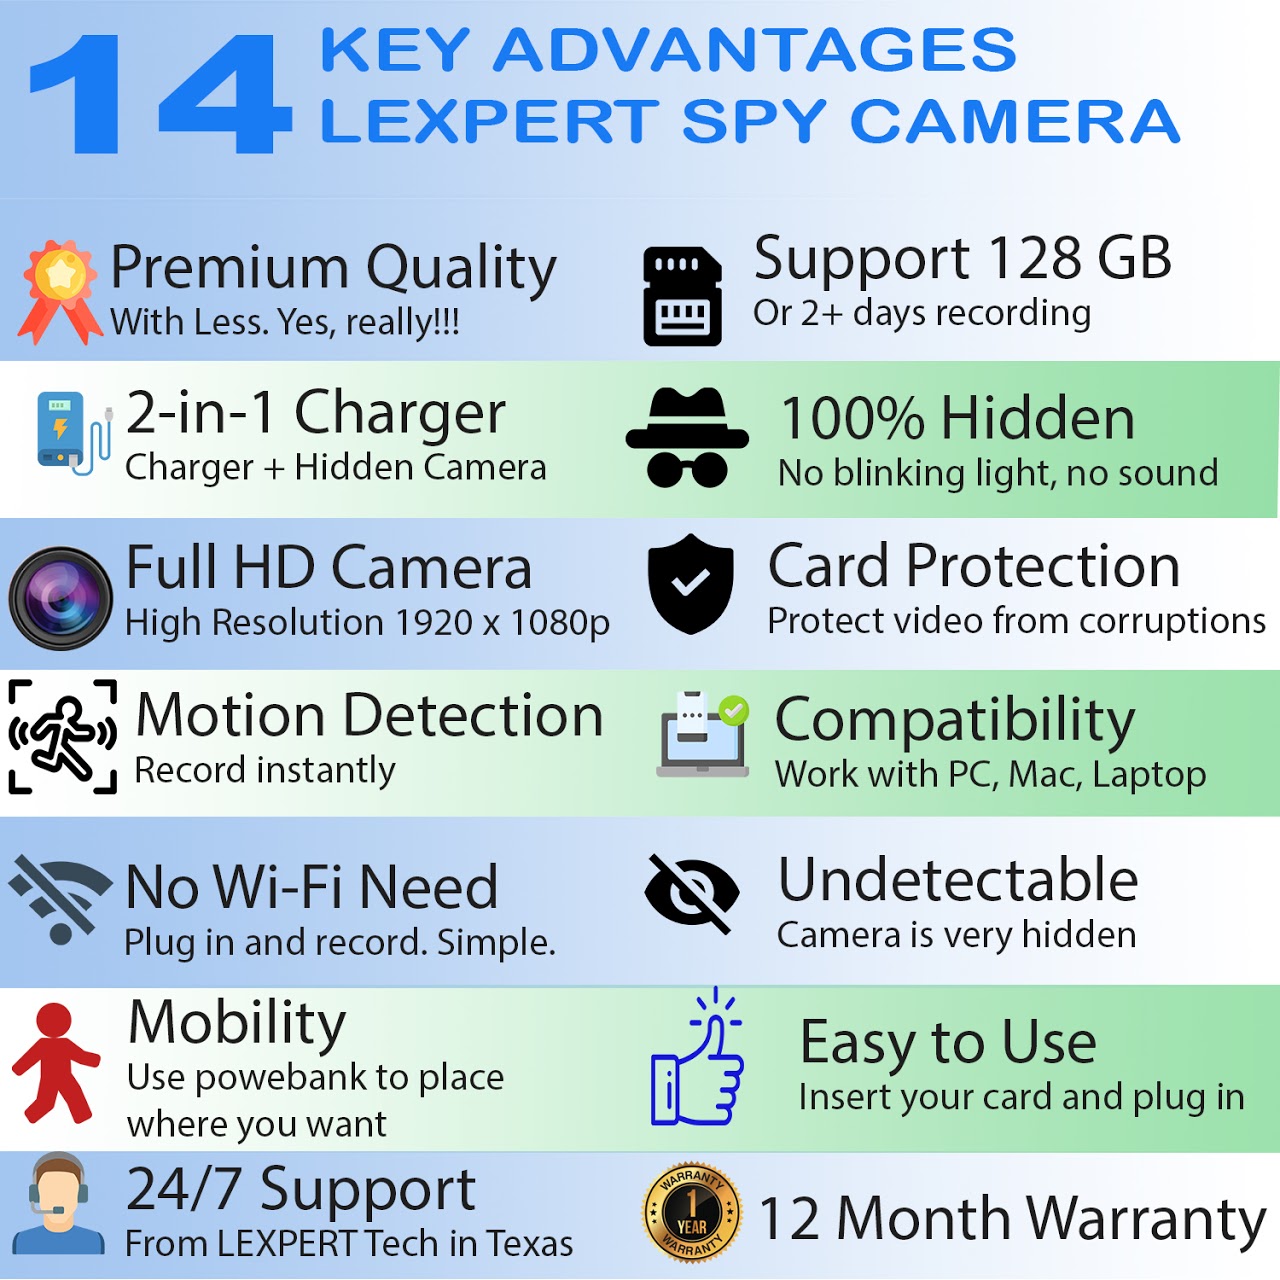 14 KEY ADVANTAGES
LEXPERT SPY CAMERA
Premium Quality
With Less. Yes, really!!!
Support 128 GB
Or 2+ days recording
2-in-1 Charger
Charger + Hidden Camera
100% Hidden
No blinking light, no sound
Full HD Camera
High Resolution 1920 x 1080p
Card Protection
Protect video from corruptions
Motion Detection
Record instantly
Compatibility
Work with PC, Mac, Laptop
No Wi-Fi Need
Plug in and record. Simple.
Undetectable
Camera is very hidden
Mobility
Use powebank to place
where you want
Easy to Use
Insert your card and plug in
24/7 Support
From LEXPERT Tech in Texas
WARRANTY
1
YEAR
WARRANTY
12 Month Warranty